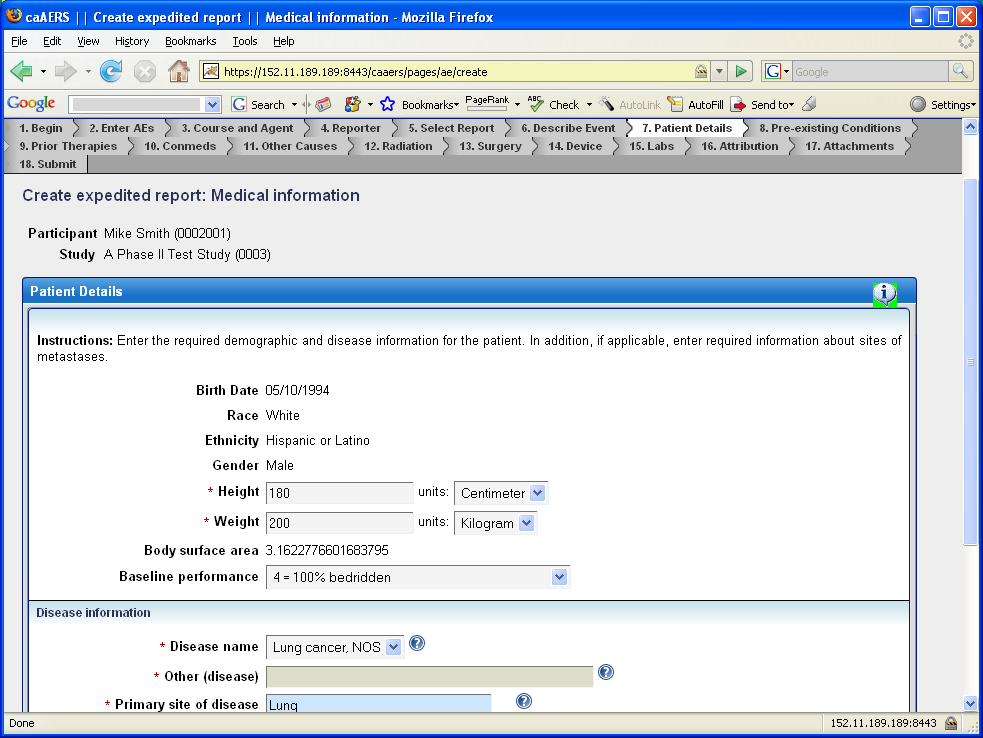 caAERS || Create expedited report || Medical information - Mozilla Firefox
File Edit View History Bookmarks Tools Help
https://152.11.189.189:8443/caaers/pages/ae/create
G Google
Google G Search Bookmarks PageRank ABC Check AutoLink AutoFill Send to Settings
1. Begin 2. Enter AEs 3. Course and Agent 4. Reporter 5. Select Report 6. Describe Event 7. Patient Details 8. Pre-existing Conditions
9. Prior Therapies 10. Conmeds 11. Other Causes 12. Radiation 13. Surgery 14. Device 15. Labs 16. Attribution 17. Attachments
18. Submit
Create expedited report: Medical information
Participant Mike Smith (0002001)
Study A Phase II Test Study (0003)
Patient Details
Instructions: Enter the required demographic and disease information for the patient. In addition, if applicable, enter required information about sites of
metastases.
Birth Date 05/10/1994
Race White
Ethnicity Hispanic or Latino
Gender Male
* Height 180 units: Centimeter
* Weight 200 units: Kilogram
Body surface area 3.1622776601683795
Baseline performance 4 = 100% bedridden
Disease information
* Disease name Lung cancer, NOS ?
* Other (disease) ?
* Primary site of disease Lung ?
Done 152.11.189.189:8443